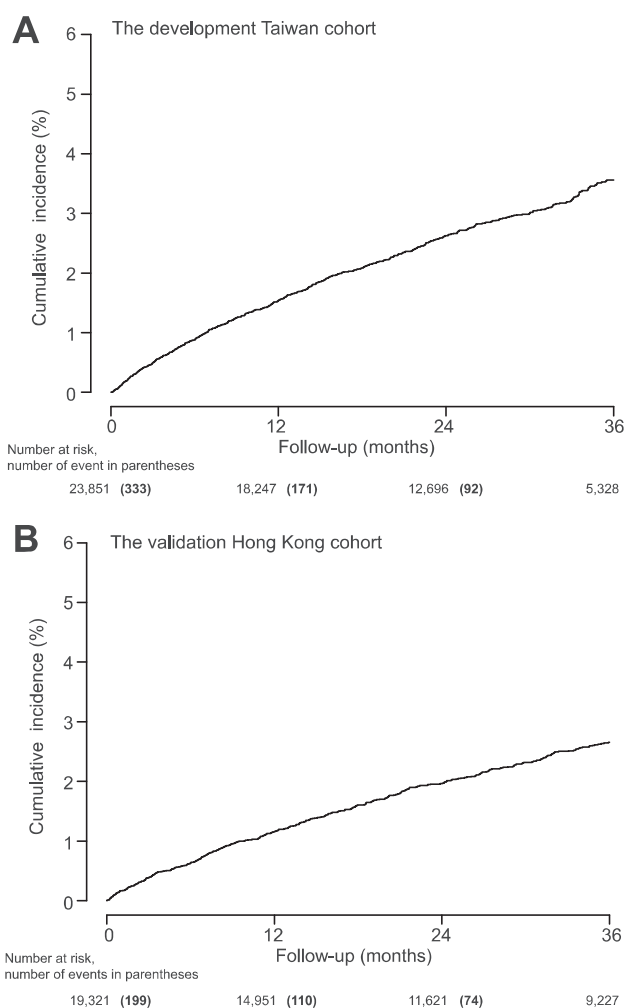 A The development Taiwan cohort
6
5
4
3
2
1
0
Cumulative incidence (%)
0 12 24 36
Follow-up (months)
Number at risk,
number of event in parentheses
23,851 (333) 18,247 (171) 12,696 (92) 5,328
B The validation Hong Kong cohort
6
5
4
3
2
1
0
Cumulative incidence (%)
0 12 24 36
Follow-up (months)
Number at risk,
number of events in parentheses
19,321 (199) 14,951 (110) 11,621 (74) 9,227